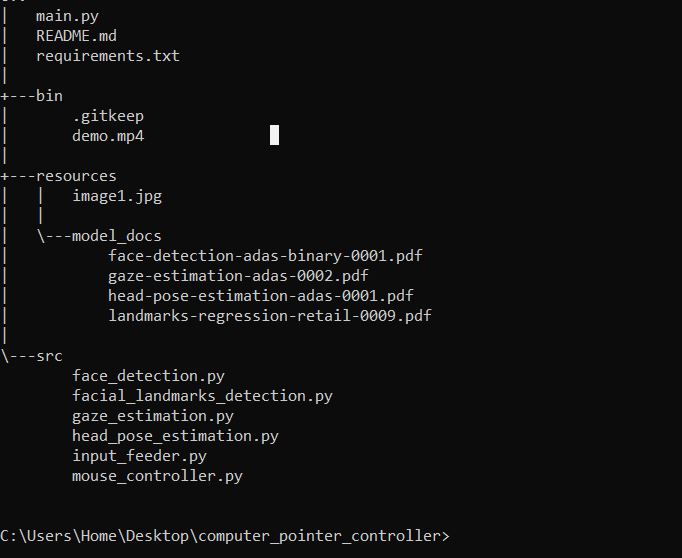 |   main.py
|   README.md
|   requirements.txt
|
+---bin
|       .gitkeep
|       demo.mp4
|
+---resources
|   |   image1.jpg
|   |
|   \---model_docs
|           face-detection-adas-binary-0001.pdf
|           gaze-estimation-adas-0002.pdf
|           head-pose-estimation-adas-0001.pdf
|           landmarks-regression-retail-0009.pdf
|
\---src
        face_detection.py
        facial_landmarks_detection.py
        gaze_estimation.py
        head_pose_estimation.py
        input_feeder.py
        mouse_controller.py
C:\Users\Home\Desktop\computer_pointer_controller>